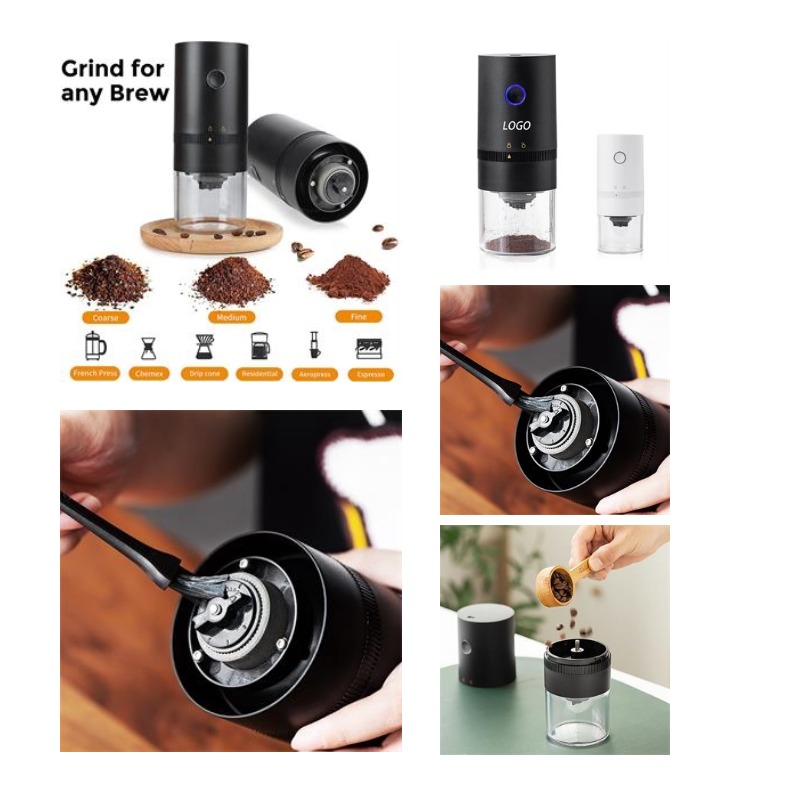 Grind for
any Brew
LOGO
Coarse
Medium
Fine
French Press
Chemex
Drip cone
Residential
Aeropress
Espresso